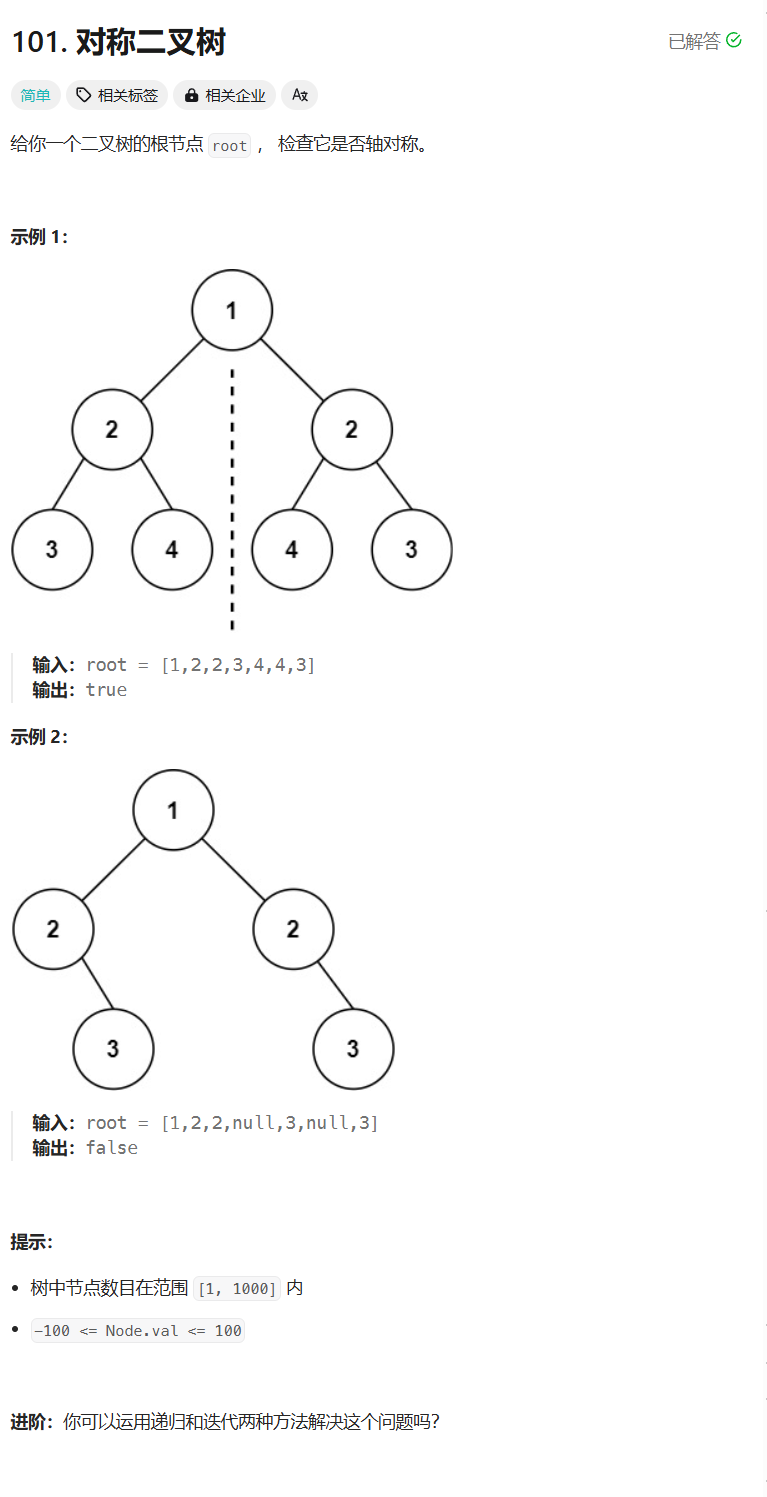 101. 对称二叉树
已解答
简单 相关标签 相关企业 Aż
给你一个二叉树的根节点 root ， 检查它是否轴对称。
示例 1：
1
2 2
3 4 4 3
输入：root = [1,2,2,3,4,4,3]
输出：true
示例 2：
1
2 2
3 3
输入：root = [1,2,2,null,3,null,3]
输出：false
提示：
• 树中节点数目在范围 [1, 1000] 内
• -100 <= Node.val <= 100
进阶：你可以运用递归和迭代两种方法解决这个问题吗？